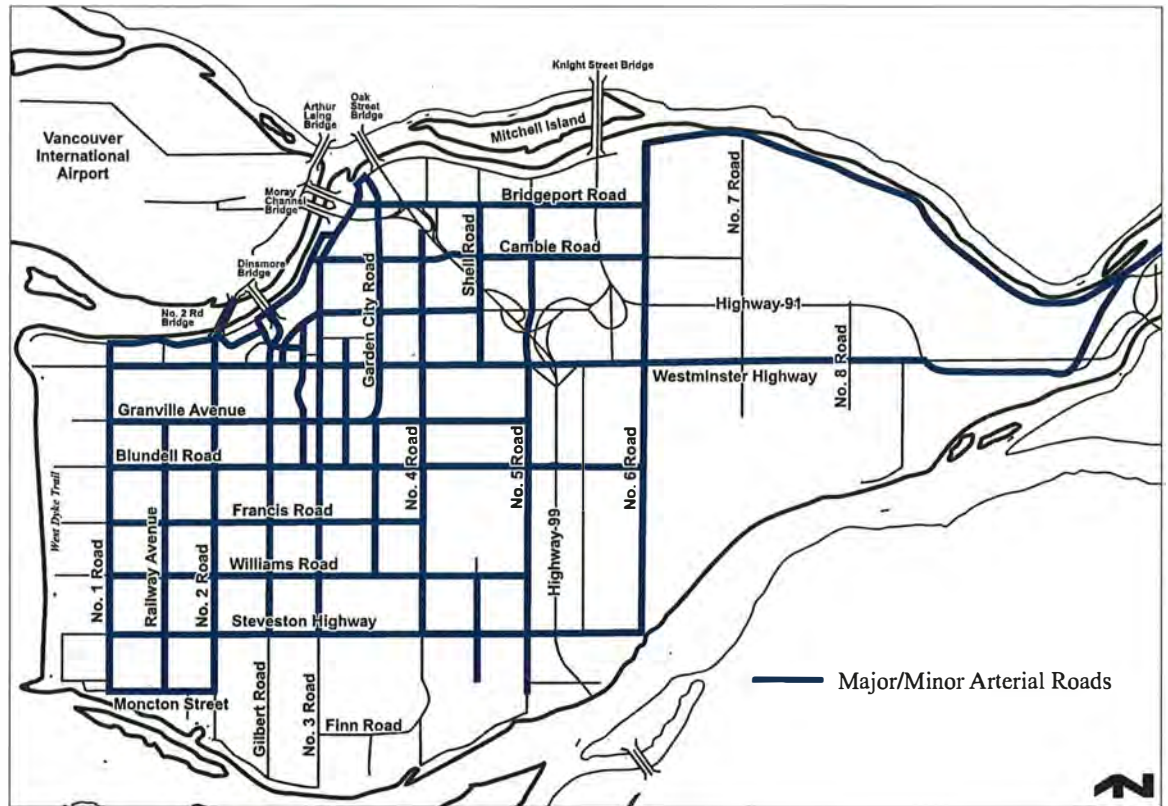 Knight Street Bridge
Oak
Street
Bridge
Arthur
Laing
Bridge
Mitchell Island
Vancouver
International
Airport
Moray
Channel
Bridge
Bridgeport Road
No. 7 Road
Shell Road
Cambie Road
Dinsmore
Bridge
Garden City Road
Highway-91
No. 2 Rd
Bridge
No. 8 Road
Westminster Highway
Granville Avenue
Blundell Road
No. 4 Road
No. 5 Road
No. 6 Road
West Dyke Trail
Francis Road
Highway-99
Williams Road
No. 1 Road
Railway Avenue
No. 2 Road
Steveston Highway
Major/Minor Arterial Roads
Moncton Street
Gilbert Road
No. 3 Road
Finn Road
N